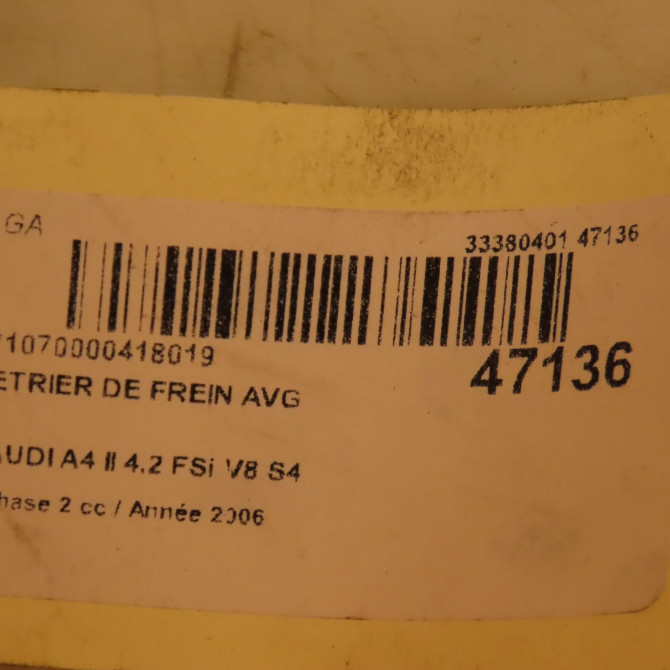 GA
33380401 47136
1070000418019
47136
ETRIER DE FREIN AVG
AUDI A4 II 4.2 FSi V8 S4
hase 2 cc / Année 2006